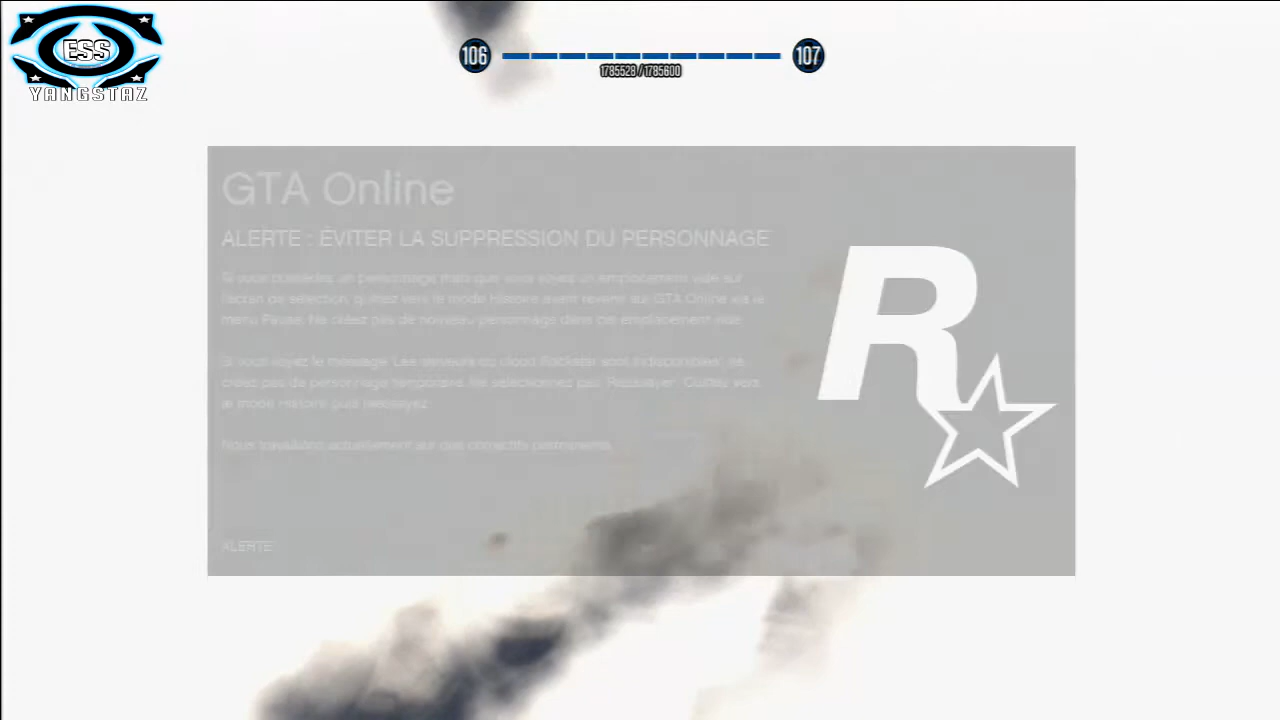 ESS
YANGSTAZ
106 107
1785528 / 1785600
GTA Online
ALERTE : ÉVITER LA SUPPRESSION DU PERSONNAGE
Si vous possédez un personnage mais que vous voyez un emplacement vide sur
l'écran de sélection, quittez vers le mode Histoire avant revenir sur GTA Online via le
menu Pause. Ne créez pas de nouveau personnage dans cet emplacement vide.
Si vous voyez le message Les serveurs du cloud Rockstar sont indisponibles, ne
créez pas de personnage temporaire. Ne sélectionnez pas Réessayer. Quittez vers
le mode Histoire puis réessayez.
Nous travaillons actuellement sur des correctifs
ALERTE
R